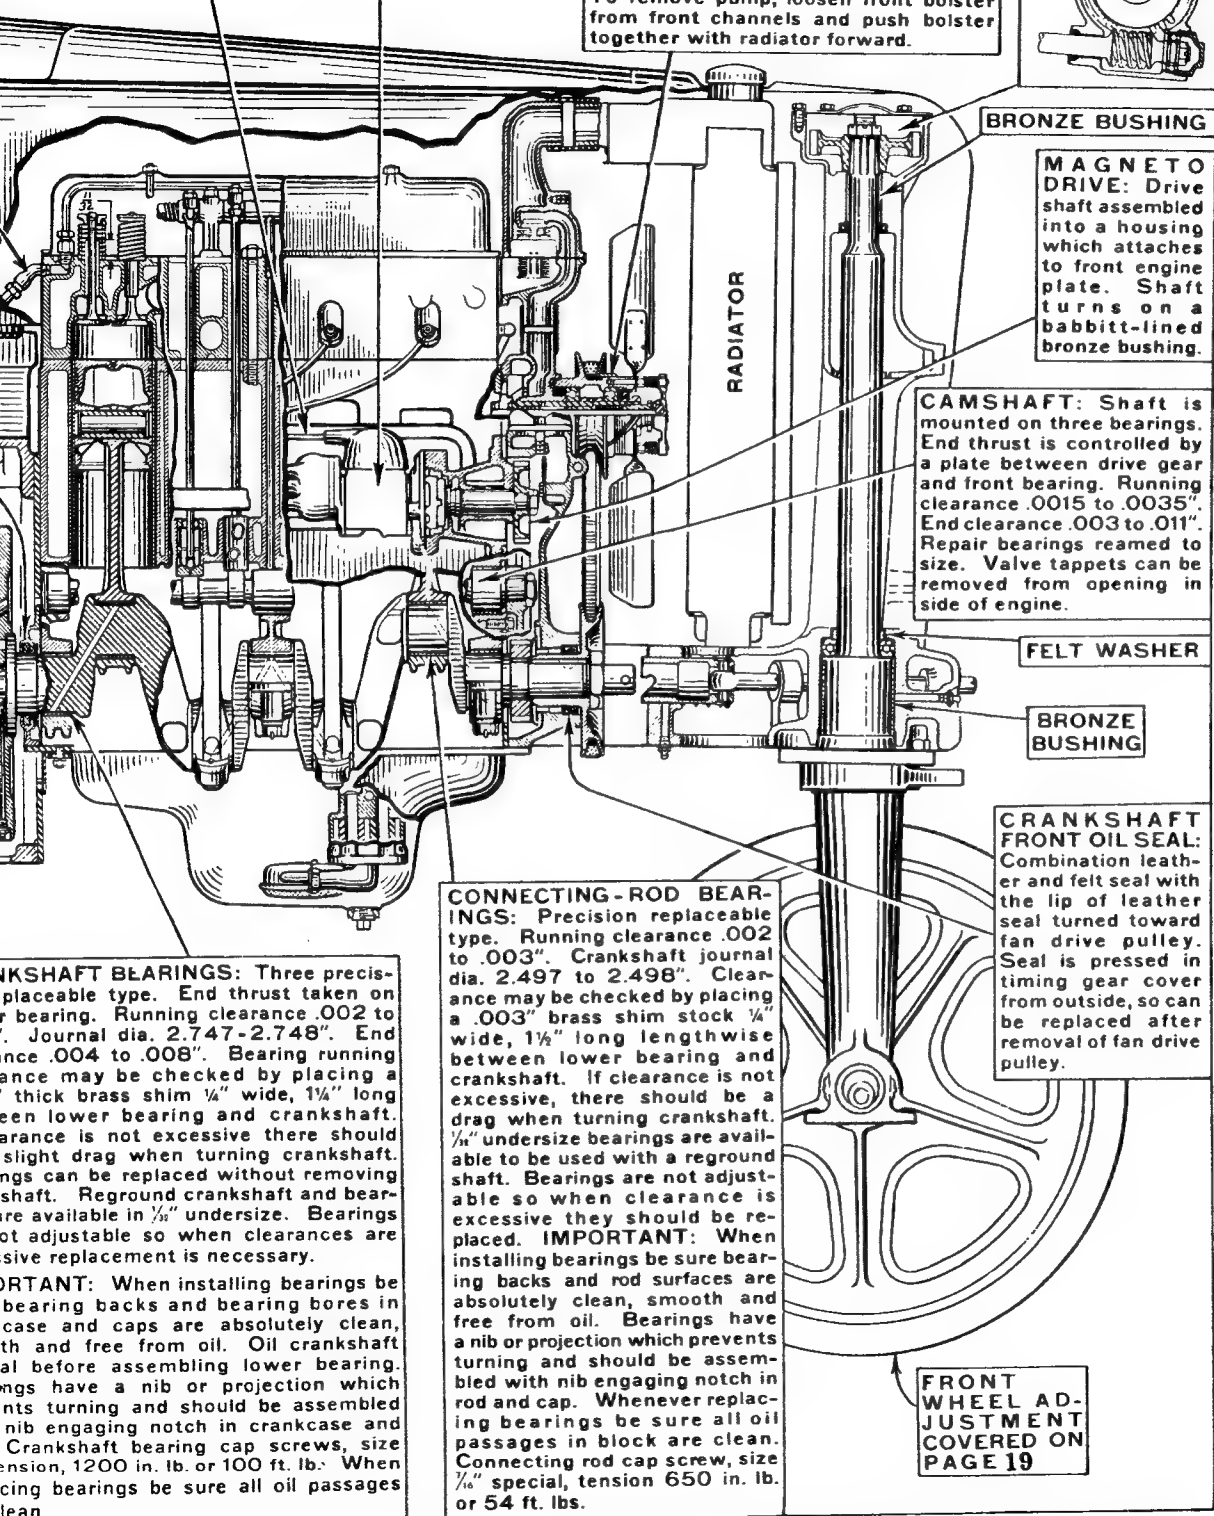 from front channels and push bolster
together with radiator forward.
BRONZE BUSHING
MAGNETO
DRIVE: Drive
shaft assembled
into a housing
which attaches
to front engine
plate. Shaft
turns on a
babbitt-lined
bronze bushing.
RADIATOR
CAMSHAFT: Shaft is
mounted on three bearings.
End thrust is controlled by
a plate between drive gear
and front bearing. Running
clearance .0015 to .0035".
End clearance .003 to .011".
Repair bearings reamed to
size. Valve tappets can be
removed from opening in
side of engine.
FELT WASHER
BRONZE
BUSHING
CRANKSHAFT
FRONT OIL SEAL:
Combination leath-
er and felt seal with
the lip of leather
seal turned toward
fan drive pulley.
Seal is pressed in
timing gear cover
from outside, so can
be replaced after
removal of fan drive
pulley.
CONNECTING-ROD BEAR-
INGS: Precision replaceable
type. Running clearance .002
to .003". Crankshaft journal
dia. 2.497 to 2.498". Clear-
ance may be checked by placing
a .003" brass shim stock ¼"
wide, 1½" long lengthwise
between lower bearing and
crankshaft. If clearance is not
excessive, there should be a
drag when turning crankshaft.
undersize bearings are avail-
able to be used with a reground
shaft. Bearings are not adjust-
able so when clearance is
excessive they should be re-
placed. IMPORTANT: When
installing bearings be sure bear-
ing backs and rod surfaces are
absolutely clean, smooth and
free from oil. Bearings have
a nib or projection which prevents
turning and should be assem-
bled with nib engaging notch in
rod and cap. Whenever replac-
ing bearings be sure all oil
passages in block are clean.
Connecting rod cap screw, size
7/16" special, tension 650 in. lb.
or 54 ft. lbs.
NKSHAFT BEARINGS: Three precis-
placeable type. End thrust taken on
r bearing. Running clearance .002 to
". Journal dia. 2.747-2.748". End
ance .004 to .008". Bearing running
ance may be checked by placing a
" thick brass shim ¼" wide, 1¼" long
een lower bearing and crankshaft.
earance is not excessive there should
slight drag when turning crankshaft.
ngs can be replaced without removing
shaft. Reground crankshaft and bear-
are available in undersize. Bearings
ot adjustable so when clearances are
ssive replacement is necessary.
ORTANT: When installing bearings be
bearing backs and bearing bores in
case and caps are absolutely clean,
th and free from oil. Oil crankshaft
al before assembling lower bearing.
ngs have a nib or projection which
nts turning and should be assembled
nib engaging notch in crankcase and
Crankshaft bearing cap screws, size
ension, 1200 in. lb. or 100 ft. lb. When
cing bearings be sure all oil passages
lean
FRONT
WHEEL AD-
JUSTMENT
COVERED ON
PAGE 19